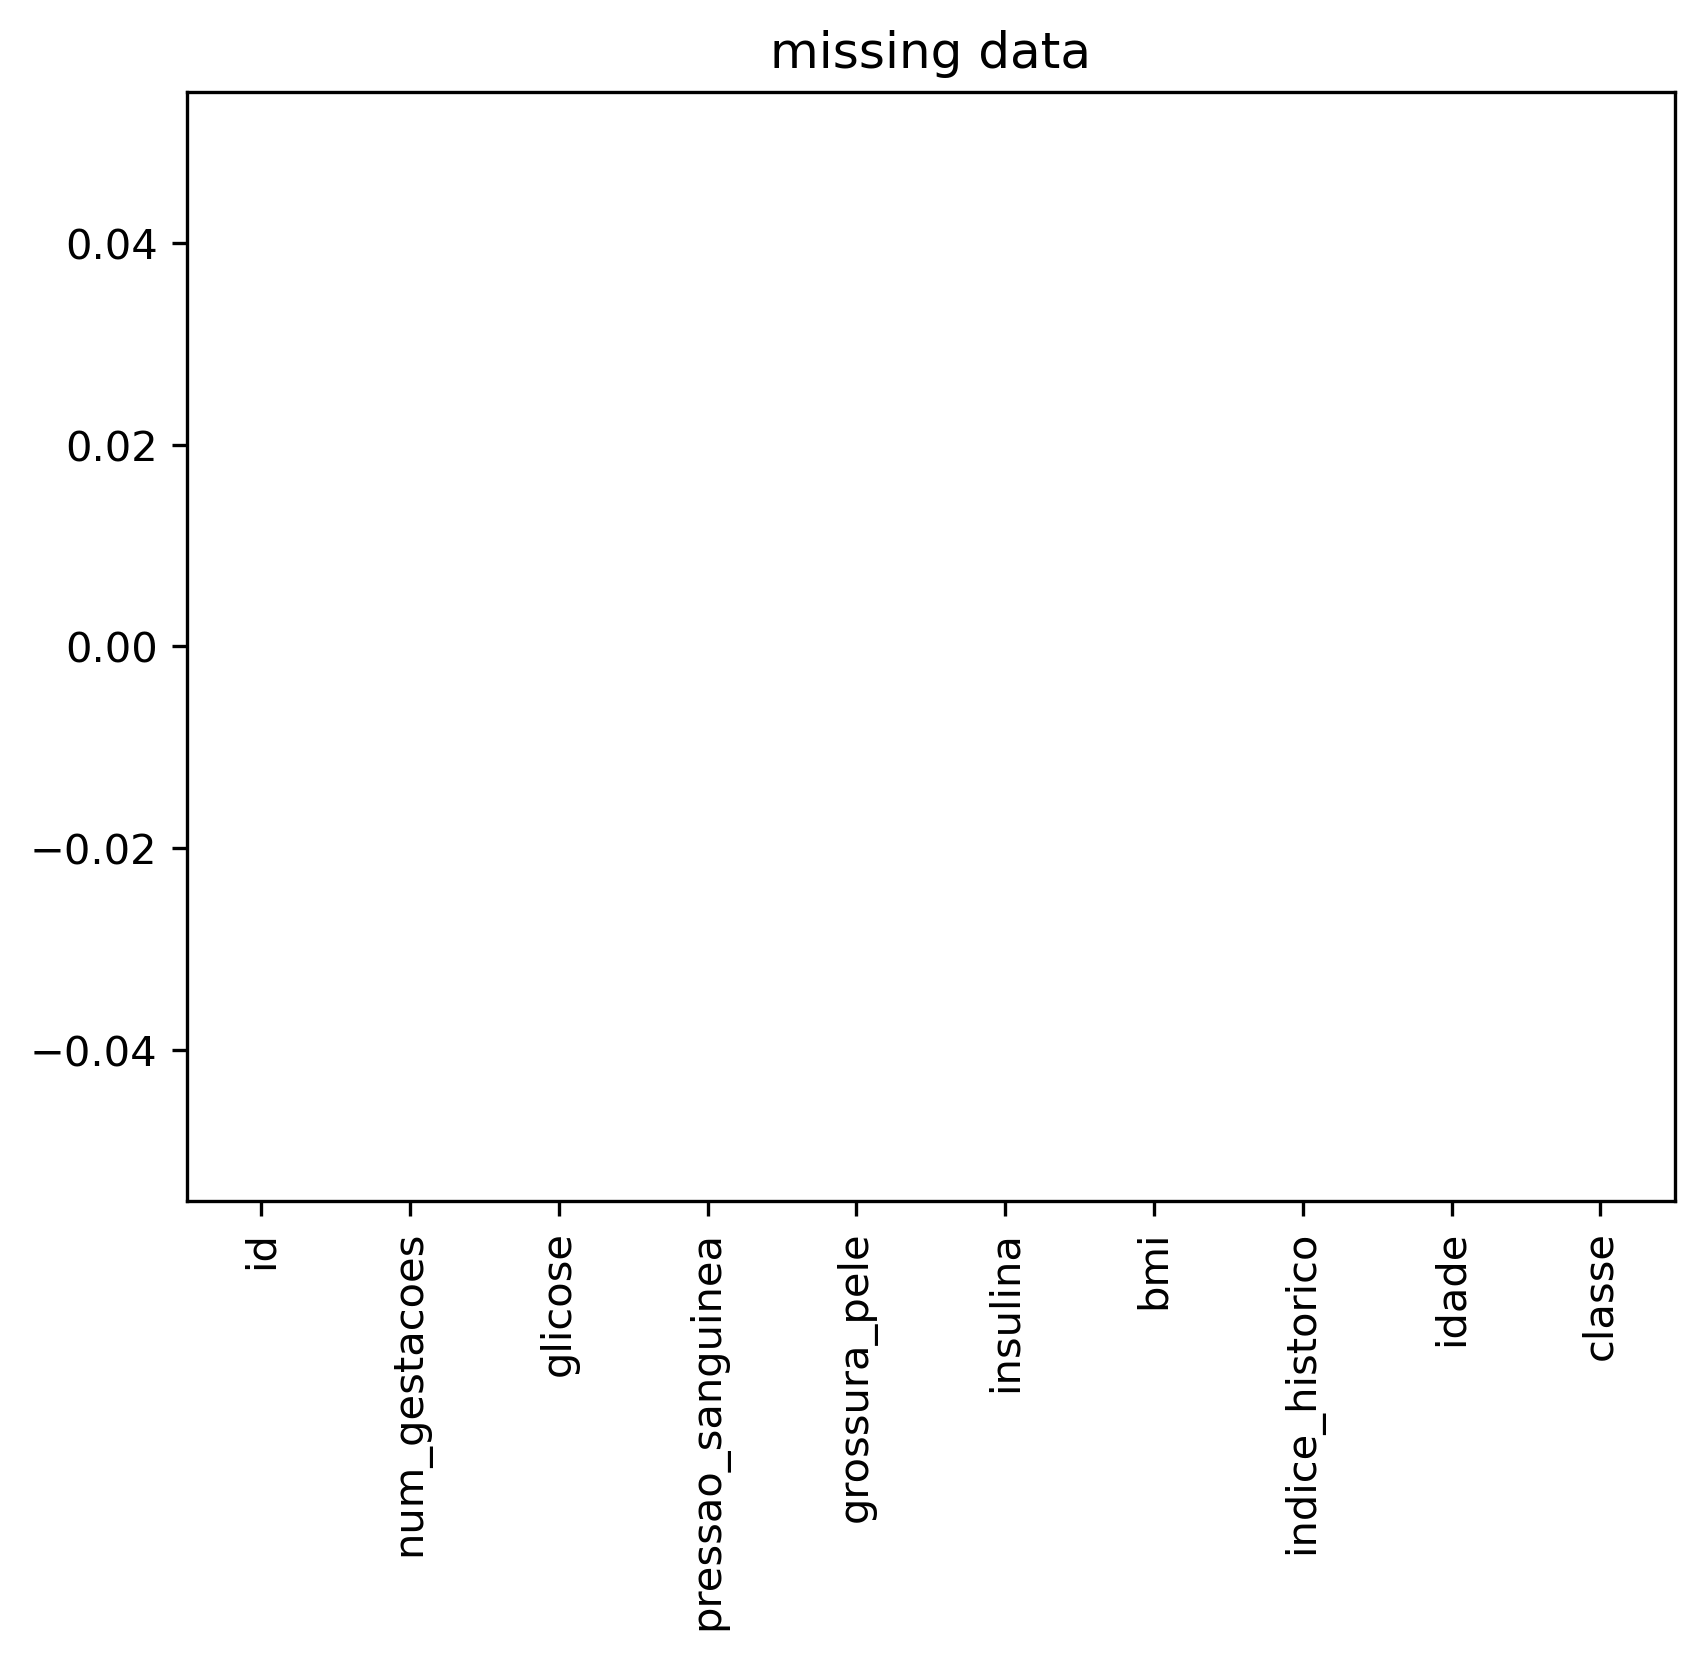 missing data
0.04
0.02
0.00
−0.02
−0.04
id
num_gestacoes
glicose
pressao_sanguinea
grossura_pele
insulina
bmi
indice_historico
idade
classe